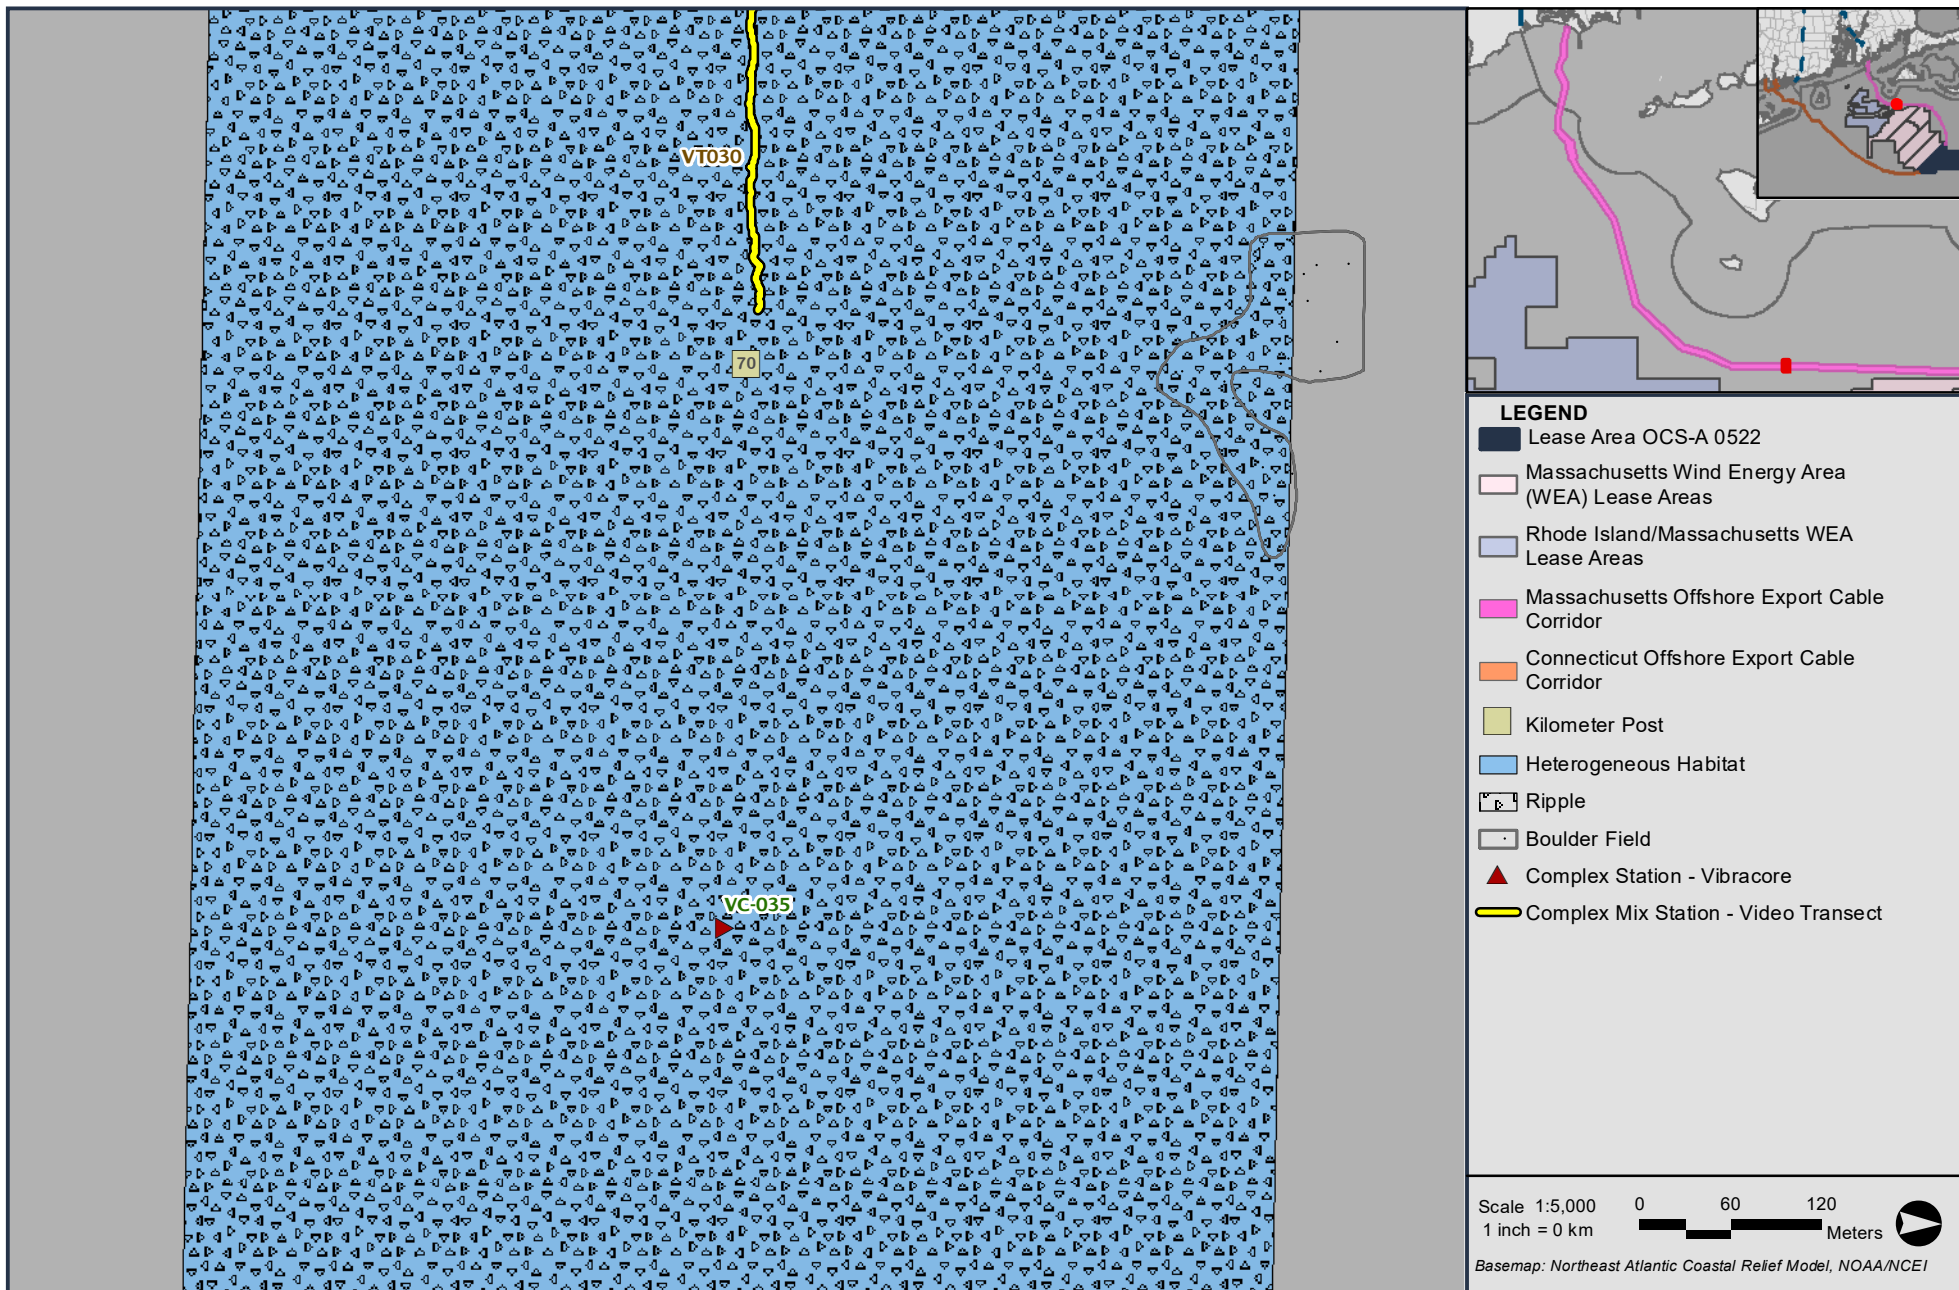 VT030
70
VC-035
LEGEND
Lease Area OCS-A 0522
Massachusetts Wind Energy Area
(WEA) Lease Areas
Rhode Island/Massachusetts WEA
Lease Areas
Massachusetts Offshore Export Cable
Corridor
Connecticut Offshore Export Cable
Corridor
Kilometer Post
Heterogeneous Habitat
Ripple
Boulder Field
Complex Station - Vibracore
Complex Mix Station - Video Transect
Scale 1:5,000
1 inch = 0 km
0 60 120
Meters
Basemap: Northeast Atlantic Coastal Relief Model, NOAA/NCEI